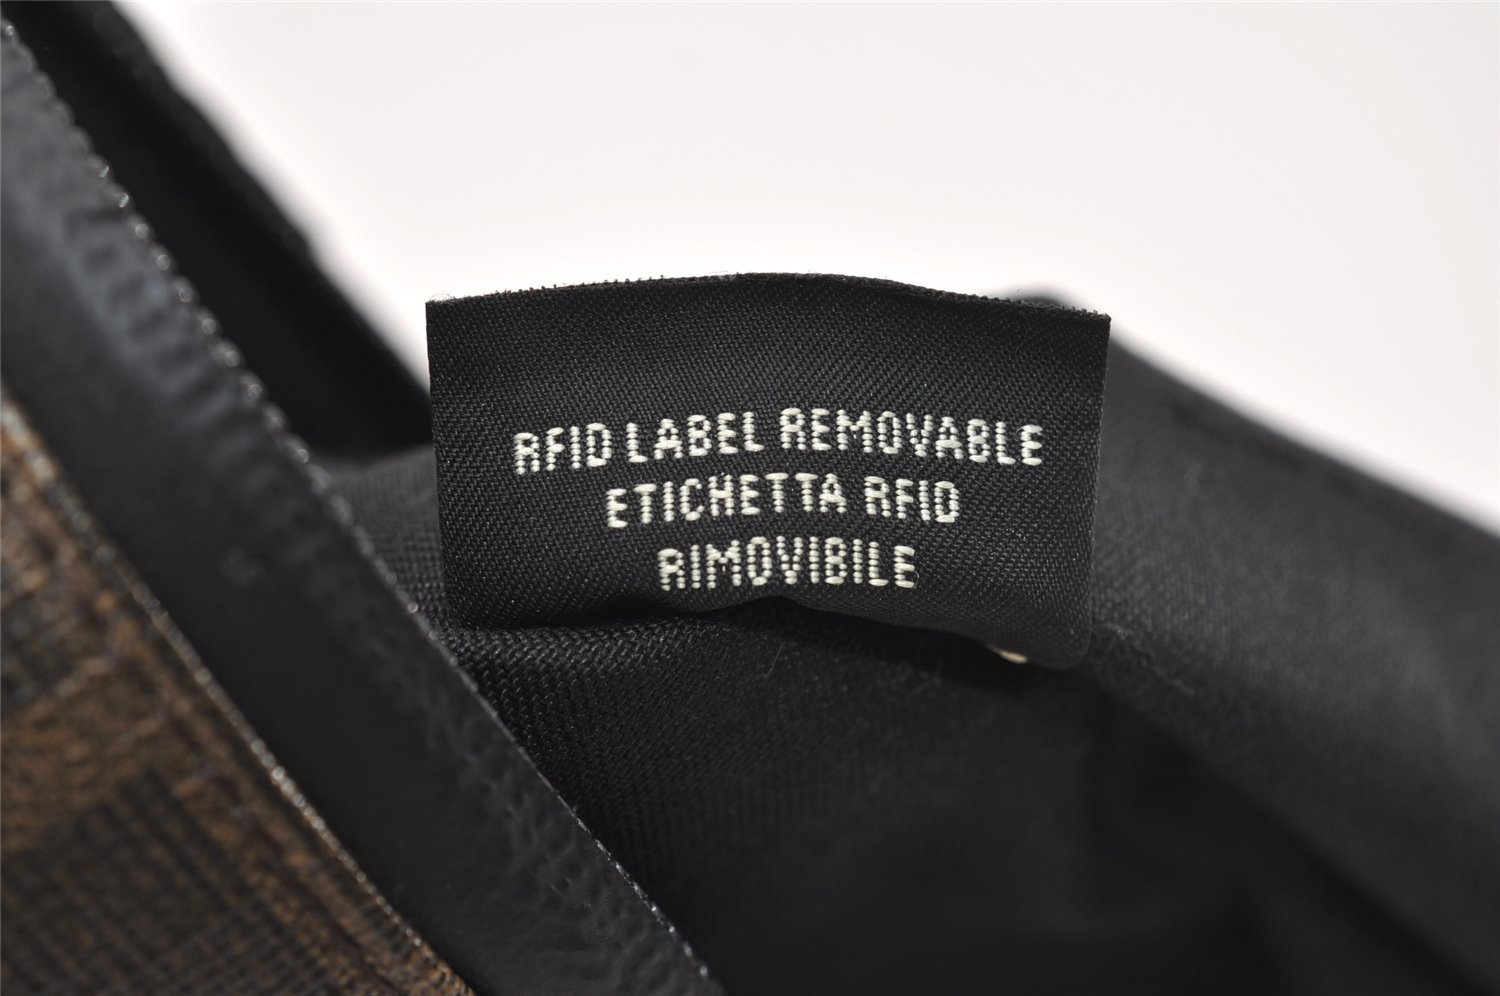 RFID LABEL REMOVABLE
ETICHETTA RFID
RIMOVIBILE